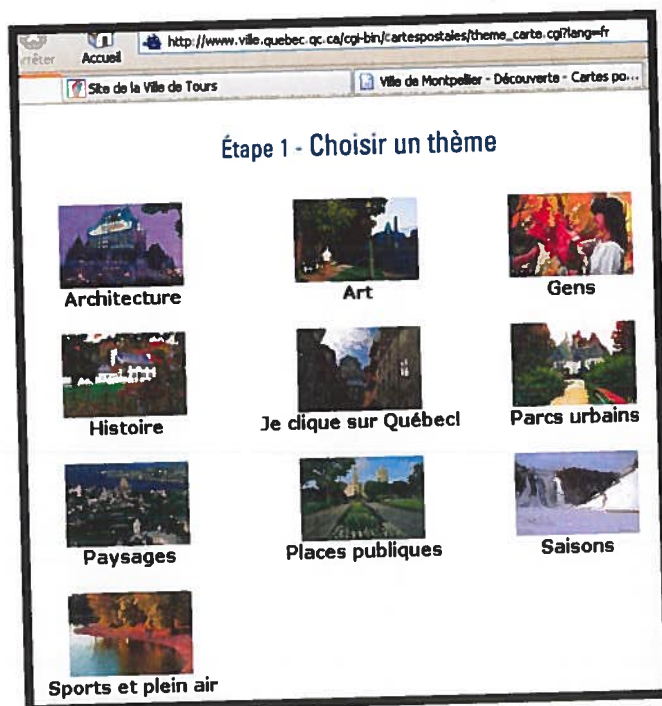 Accueil
http://www.ville.quebec.qc.ca/cgi-bin/cartespostales/theme_carte.cgi?lang=fr
Site de la Ville de Tours
Ville de Montpellier - Découverte - Cartes po...
Étape 1 - Choisir un thème
Architecture
Art
Gens
Histoire
Je clique sur Québec!
Parcs urbains
Paysages
Places publiques
Saisons
Sports et plein air